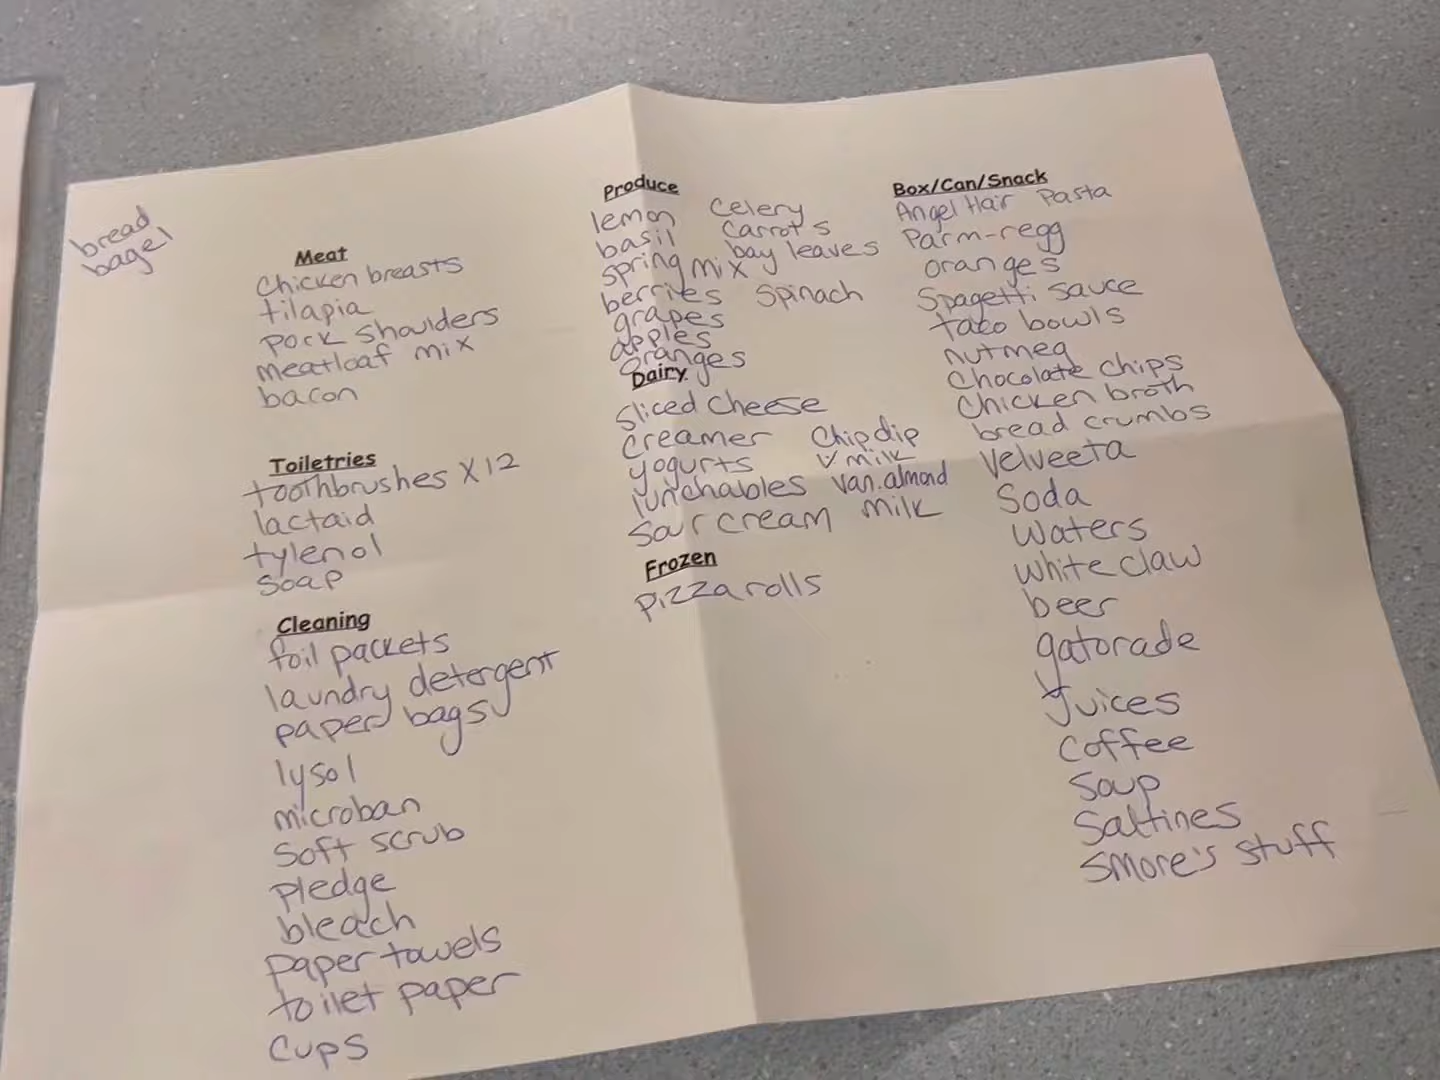 bread
bagel
Meat
Chicken breasts
tilapia
pork shoulders
meatloaf mix
bacon
Toiletries
toothbrushes X12
lactaid
tylenol
soap
Cleaning
foil packets
laundry detergent
paper bags
lysol
microban
Soft scrub
pledge
bleach
paper towels
toilet paper
cups
Produce
lemon celery
basil carrots
spring mix bay leaves
berries spinach
grapes
apples
oranges
Dairy
sliced cheese
creamer chip dip
yogurts milk
lunchables van. almond
sour cream milk
Frozen
pizza rolls
Box/Can/Snack
Angel Hair Pasta
Parm-regg
oranges
Spagetti sauce
taco bowls
nutmeg
Chocolate chips
Chicken broth
bread crumbs
Velveeta
Soda
Waters
white claw
beer
gatorade
Juices
Coffee
Soup
Saltines
Smore's stuff